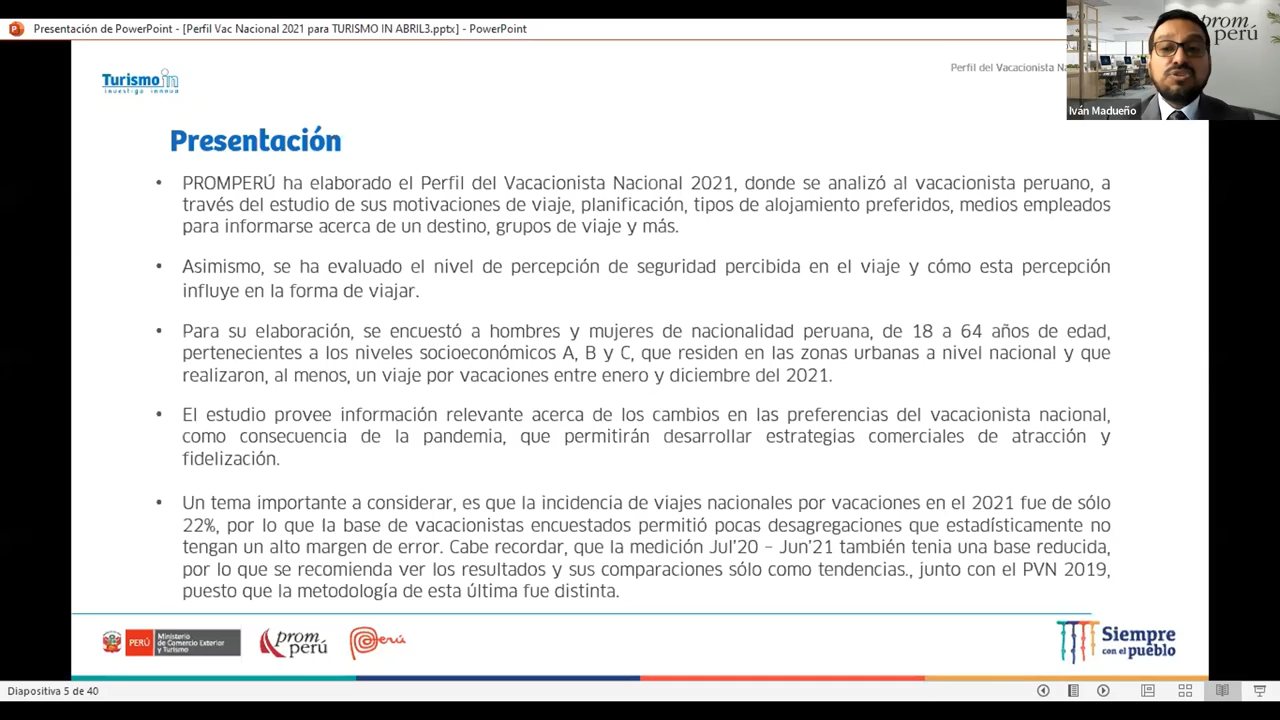 Presentación de PowerPoint - [Perfil Vac Nacional 2021 para TURISMO IN ABRIL3.pptx] - PowerPoint
prom
perú
Turismo in
investiga innova
Perfil del Vacacionista
Iván Madueño
Presentación
• PROMPERÚ ha elaborado el Perfil del Vacacionista Nacional 2021, donde se analizó al vacacionista peruano, a
través del estudio de sus motivaciones de viaje, planificación, tipos de alojamiento preferidos, medios empleados
para informarse acerca de un destino, grupos de viaje y más.
• Asimismo, se ha evaluado el nivel de percepción de seguridad percibida en el viaje y cómo esta percepción
influye en la forma de viajar.
• Para su elaboración, se encuestó a hombres y mujeres de nacionalidad peruana, de 18 a 64 años de edad,
pertenecientes a los niveles socioeconómicos A, B y C, que residen en las zonas urbanas a nivel nacional y que
realizaron, al menos, un viaje por vacaciones entre enero y diciembre del 2021.
• El estudio provee información relevante acerca de los cambios en las preferencias del vacacionista nacional,
como consecuencia de la pandemia, que permitirán desarrollar estrategias comerciales de atracción y
fidelización.
• Un tema importante a considerar, es que la incidencia de viajes nacionales por vacaciones en el 2021 fue de sólo
22%, por lo que la base de vacacionistas encuestados permitió pocas desagregaciones que estadísticamente no
tengan un alto margen de error. Cabe recordar, que la medición Jul'20 – Jun'21 también tenia una base reducida,
por lo que se recomienda ver los resultados y sus comparaciones sólo como tendencias., junto con el PVN 2019,
puesto que la metodología de esta última fue distinta.
PERÚ
Ministerio
de Comercio Exterior
y Turismo
prom
perú
Perú
Siempre
con el pueblo
Diapositiva 5 de 40